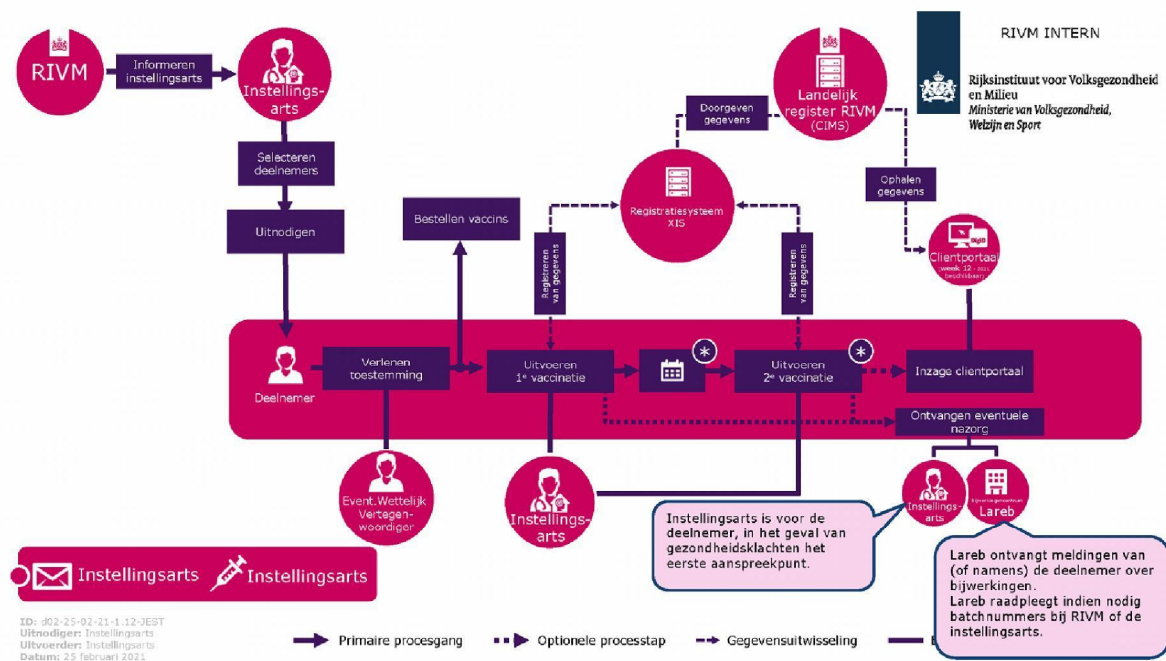 RIVM
Informeren
instellingsarts
Instellings-
arts
Selecteren
deelnemers
Uitnodigen
Bestellen vaccins
Doorgeven
gegevens
Landelijk
register RIVM
(CIMS)
RIVM INTERN
Rijksinstituut voor Volksgezondheid
en Milieu
Ministerie van Volksgezondheid,
Welzijn en Sport
Registratiesysteem
XIS
Ophalen
gegevens
Registreren
van gegevens
Registreren
van gegevens
Clientportaal
(week 12 - 2021
beschikbaar)
Deelnemer
Verlenen
toestemming
Uitvoeren
1e vaccinatie
*
Uitvoeren
2e vaccinatie
*
Inzage clientportaal
Ontvangen eventuele
nazorg
Event.Wettelijk
Vertegen-
woordiger
Instellings-
arts
Instellings-
arts
Lareb
Instellingsarts is voor de
deelnemer, in het geval van
gezondheidsklachten het
eerste aanspreekpunt.
Lareb ontvangt meldingen van
(of namens) de deelnemer over
bijwerkingen.
Lareb raadpleegt indien nodig
batchnummers bij RIVM of de
instellingsarts.
Instellingsarts
Instellingsarts
ID: d02-25-02-21-1.12-JEST
Uitnodiger: Instellingsarts
Uitvoerder: Instellingsarts
Datum: 25 februari 2021
Primaire procesgang
Optionele processtap
Gegevensuitwisseling